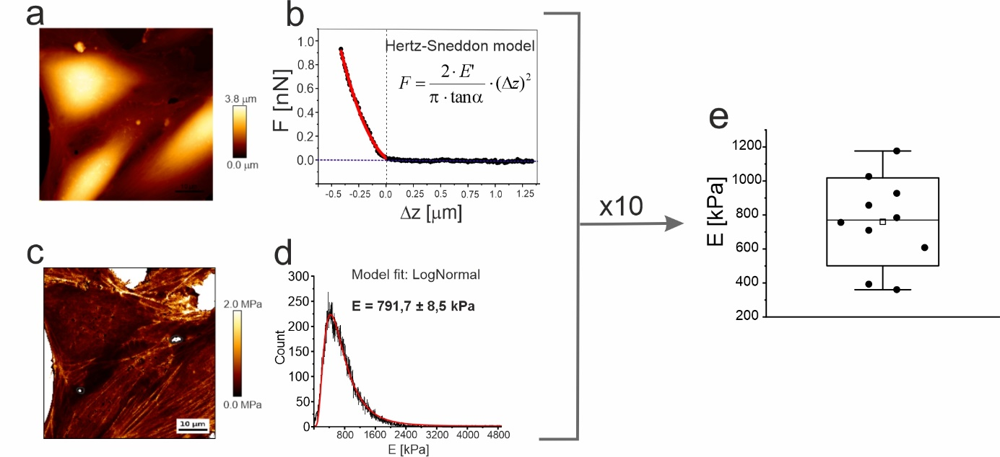 a
3.8 µm
0.0 µm
b
Hertz-Sneddon model
F = 2·E' / π·tanα ·(Δz)²
F [nN]
1.0
0.8
0.6
0.4
0.2
0.0
-0.5 -0.25 0.0 0.25 0.5 0.75 1.0 1.25
Δz [µm]
c
2.0 MPa
0.0 MPa
10 µm
d
Model fit: LogNormal
E = 791,7 ± 8,5 kPa
Count
300
250
200
150
100
50
0
800 1600 2400 3200 4000 4800
E [kPa]
x10
e
E [kPa]
1200
1000
800
600
400
200